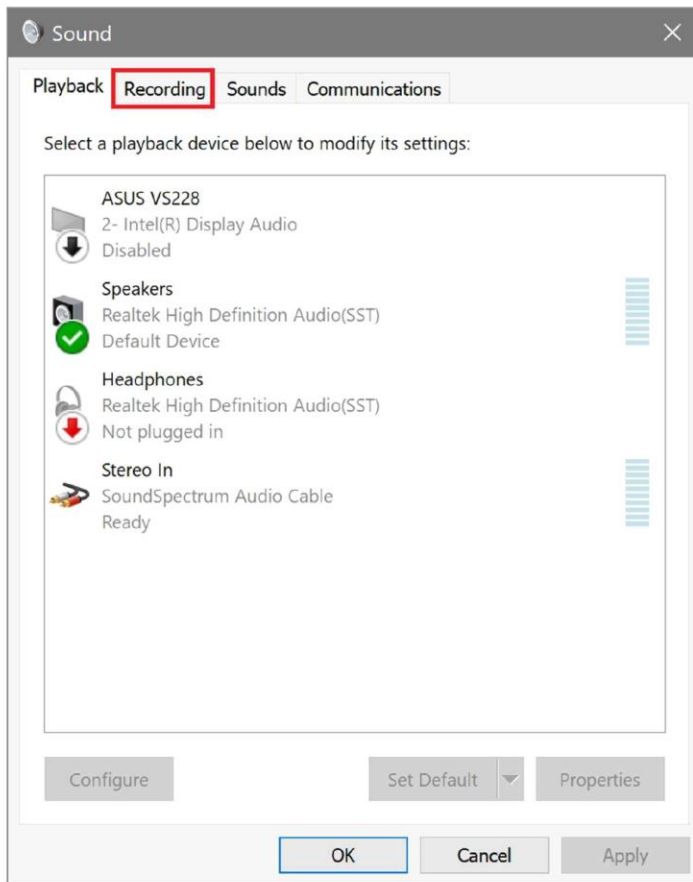 Sound
Playback Recording Sounds Communications
Select a playback device below to modify its settings:
ASUS VS228
2- Intel(R) Display Audio
Disabled
Speakers
Realtek High Definition Audio(SST)
Default Device
Headphones
Realtek High Definition Audio(SST)
Not plugged in
Stereo In
SoundSpectrum Audio Cable
Ready
Configure Set Default Properties
OK Cancel Apply